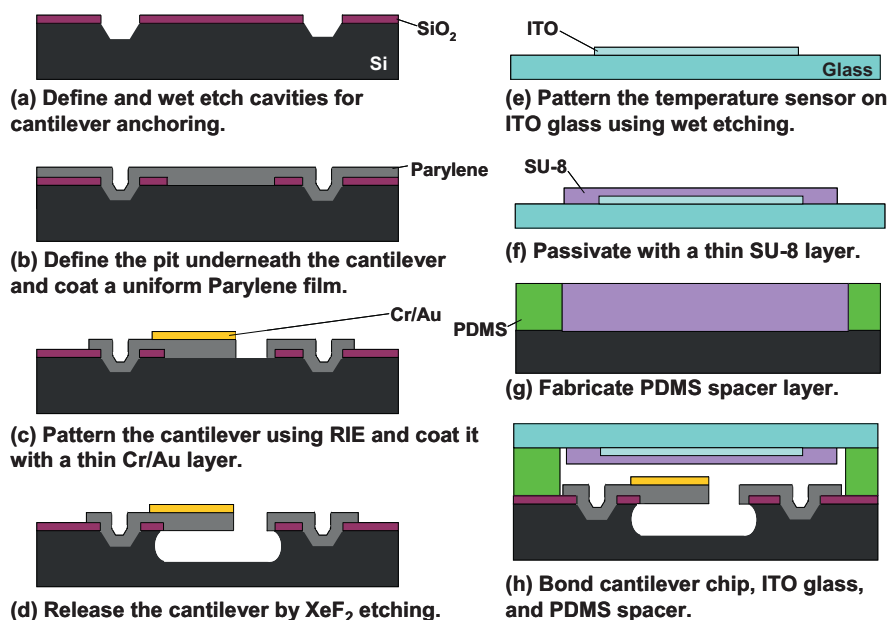 SiO2
Si
(a) Define and wet etch cavities for
cantilever anchoring.
Parylene
(b) Define the pit underneath the cantilever
and coat a uniform Parylene film.
Cr/Au
(c) Pattern the cantilever using RIE and coat it
with a thin Cr/Au layer.
(d) Release the cantilever by XeF2 etching.
ITO
Glass
(e) Pattern the temperature sensor on
ITO glass using wet etching.
SU-8
(f) Passivate with a thin SU-8 layer.
PDMS
(g) Fabricate PDMS spacer layer.
(h) Bond cantilever chip, ITO glass,
and PDMS spacer.